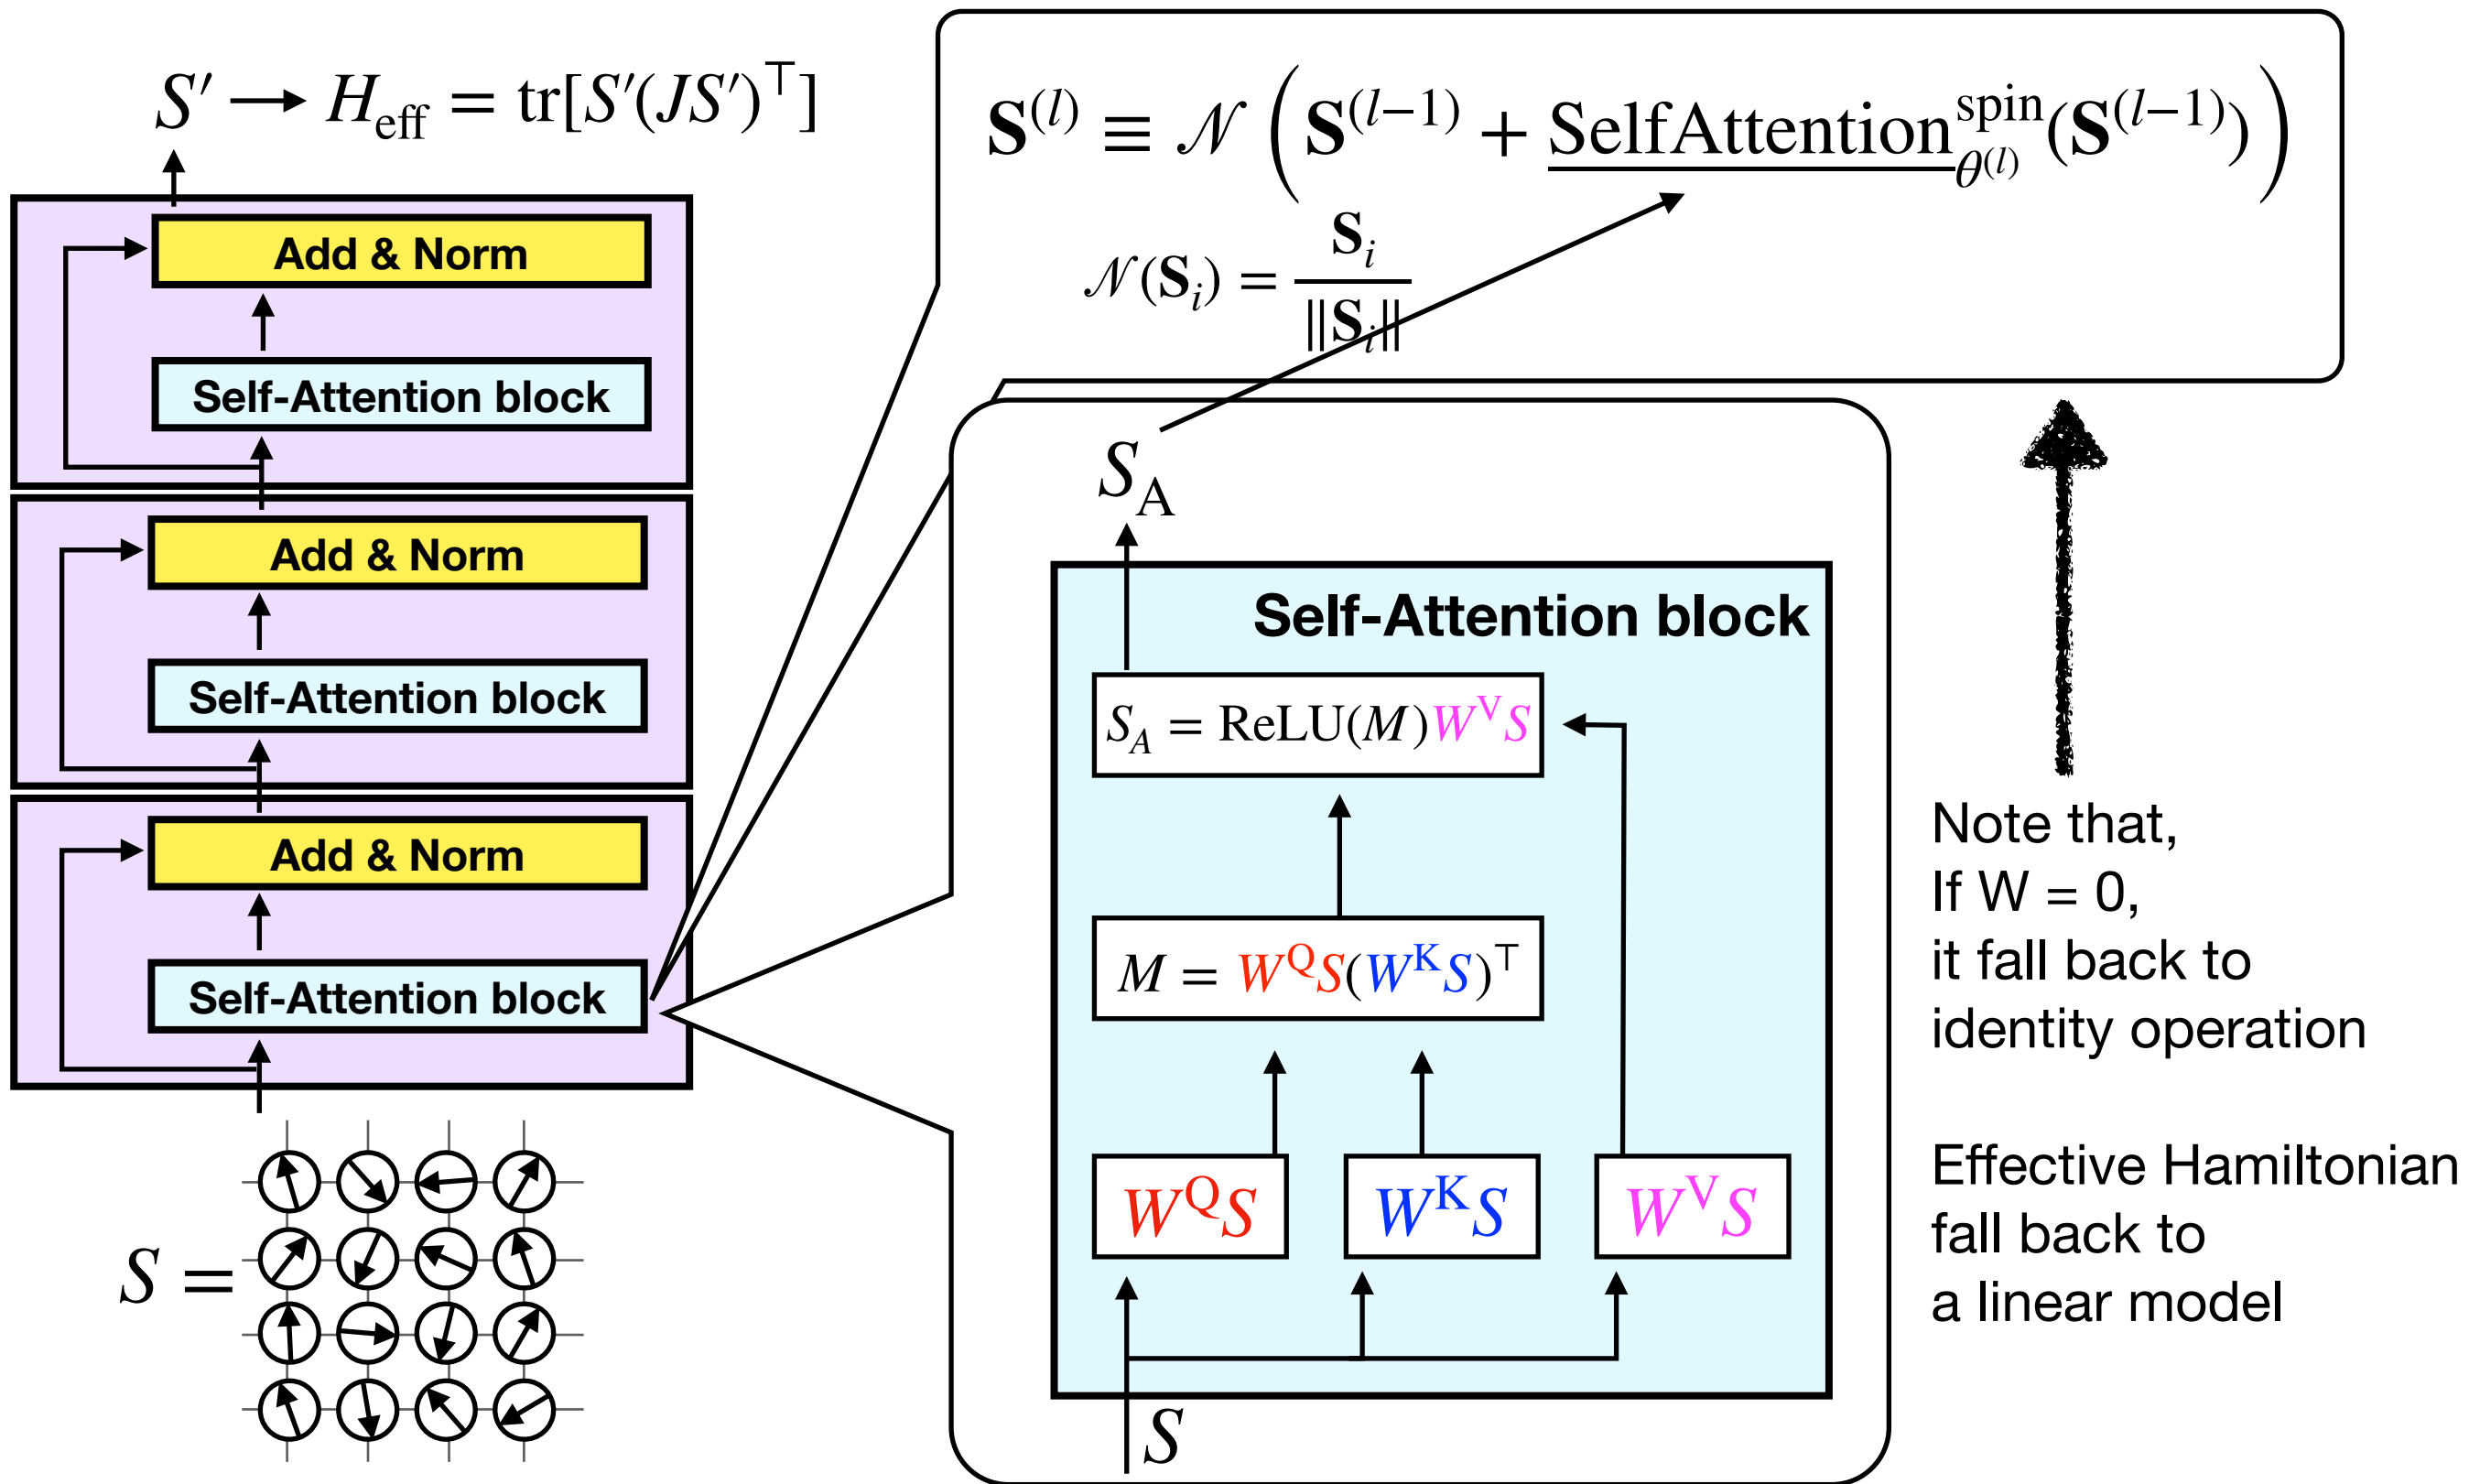 S′ → H_eff = tr[S′(JS′)^⊤]
Add & Norm
Self-Attention block
Add & Norm
Self-Attention block
Add & Norm
Self-Attention block
S =
S^(l) ≡ 𝒩 (S^(l−1) + SelfAttention^spin_θ^(l)(S^(l−1)))
𝒩(S_i) = S_i / ‖S_i‖
S_A
Self-Attention block
S_A = ReLU(M)W^V S
M = W^Q S(W^K S)^⊤
W^Q S
W^K S
W^V S
S
Note that,
If W = 0,
it fall back to
identity operation
Effective Hamiltonian
fall back to
a linear model